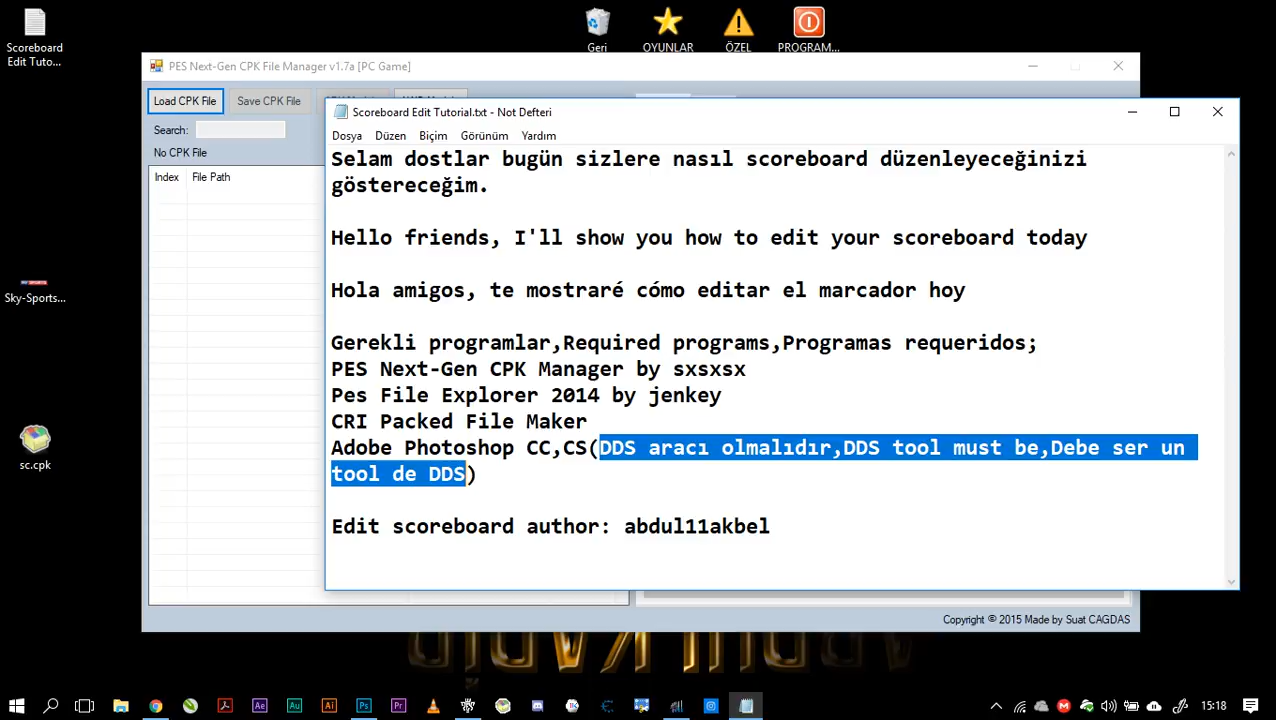 Scoreboard
Edit Tuto...
Geri
OYUNLAR
ÖZEL
PROGRAM...
PES Next-Gen CPK File Manager v1.7a [PC Game]
Load CPK File
Save CPK File
Search:
No CPK File
Index
File Path
Scoreboard Edit Tutorial.txt - Not Defteri
Dosya Düzen Biçim Görünüm Yardım
Selam dostlar bugün sizlere nasıl scoreboard düzenleyeceğinizi
göstereceğim.
Hello friends, I'll show you how to edit your scoreboard today
Hola amigos, te mostraré cómo editar el marcador hoy
Gerekli programlar,Required programs,Programas requeridos;
PES Next-Gen CPK Manager by sxsxsx
Pes File Explorer 2014 by jenkey
CRI Packed File Maker
Adobe Photoshop CC,CS(DDS aracı olmalıdır,DDS tool must be,Debe ser un
tool de DDS)
Edit scoreboard author: abdul11akbel
Sky-Sports...
sc.cpk
Copyright © 2015 Made by Suat CAGDAS
Ae
Au
Ai
Ps
Pr
15:18